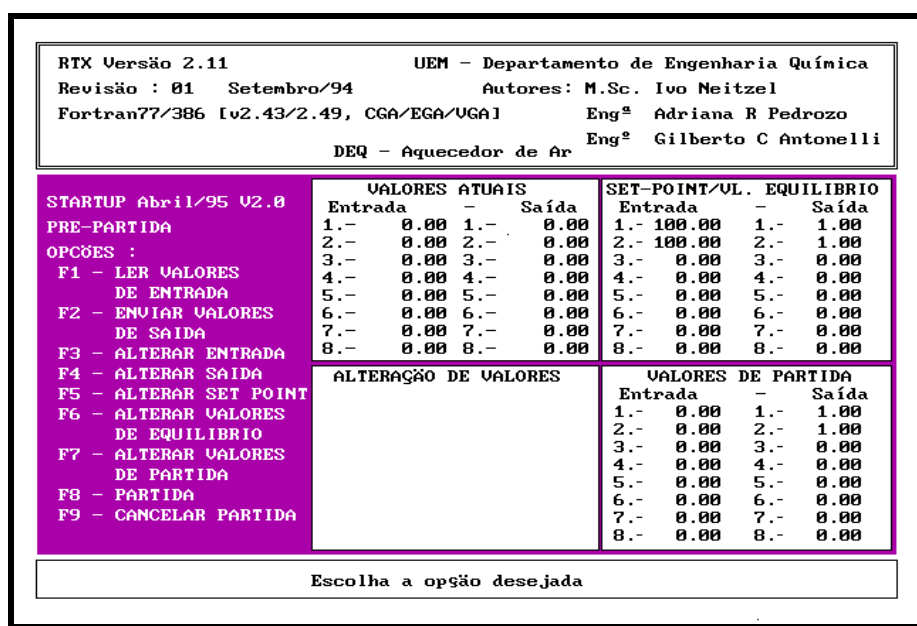 RTX Versão 2.11 UEM - Departamento de Engenharia Química
Revisão : 01 Setembro/94 Autores: M.Sc. Ivo Neitzel
Fortran77/386 [v2.43/2.49, CGA/EGA/VGA] Engª Adriana R Pedrozo
Engº Gilberto C Antonelli
DEQ - Aquecedor de Ar
STARTUP Abril/95 V2.0
PRE-PARTIDA
OPCÕES :
F1 - LER VALORES
DE ENTRADA
F2 - ENVIAR VALORES
DE SAIDA
F3 - ALTERAR ENTRADA
F4 - ALTERAR SAIDA
F5 - ALTERAR SET POINT
F6 - ALTERAR VALORES
DE EQUILIBRIO
F7 - ALTERAR VALORES
DE PARTIDA
F8 - PARTIDA
F9 - CANCELAR PARTIDA
VALORES ATUAIS
Entrada - Saída
1.- 0.00 1.- 0.00
2.- 0.00 2.- 0.00
3.- 0.00 3.- 0.00
4.- 0.00 4.- 0.00
5.- 0.00 5.- 0.00
6.- 0.00 6.- 0.00
7.- 0.00 7.- 0.00
8.- 0.00 8.- 0.00
SET-POINT/VL. EQUILIBRIO
Entrada - Saída
1.- 100.00 1.- 1.00
2.- 100.00 2.- 1.00
3.- 0.00 3.- 0.00
4.- 0.00 4.- 0.00
5.- 0.00 5.- 0.00
6.- 0.00 6.- 0.00
7.- 0.00 7.- 0.00
8.- 0.00 8.- 0.00
ALTERAÇÃO DE VALORES
VALORES DE PARTIDA
Entrada - Saída
1.- 0.00 1.- 1.00
2.- 0.00 2.- 1.00
3.- 0.00 3.- 0.00
4.- 0.00 4.- 0.00
5.- 0.00 5.- 0.00
6.- 0.00 6.- 0.00
7.- 0.00 7.- 0.00
8.- 0.00 8.- 0.00
Escolha a opção desejada